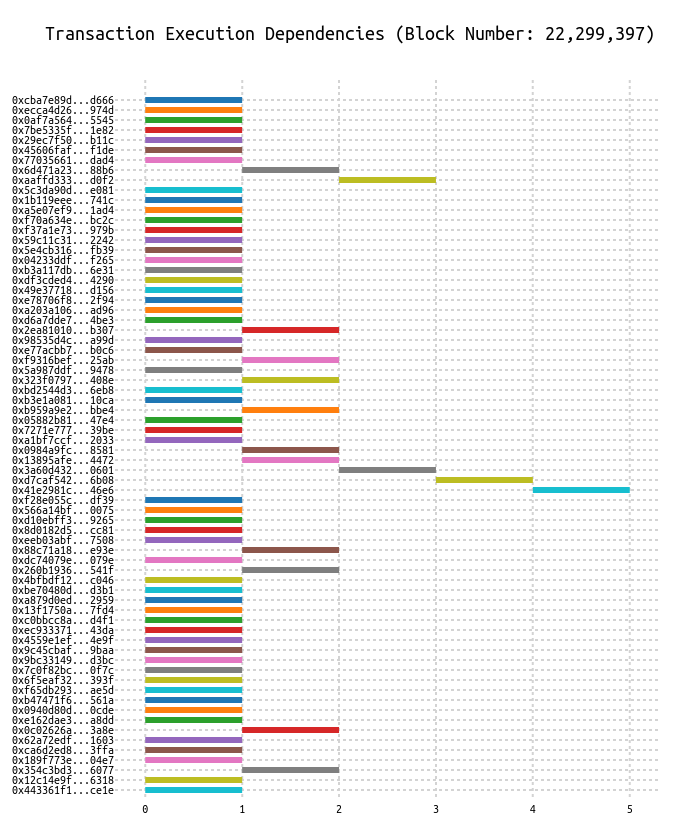 Transaction Execution Dependencies (Block Number: 22,299,397)
0xcba7e89d...d666
0xecca4d26...974d
0x0af7a564...5545
0x7be5335f...1e82
0x29ec7f50...b11c
0x45606faf...f1de
0x77035661...dad4
0x6d471a23...88b6
0xaaffd333...d0f2
0x5c3da90d...e081
0x1b119eee...741c
0xa5e07ef9...1ad4
0xf70a634e...bc2c
0xf37a1e73...979b
0x59c11c31...2242
0x5e4cb316...fb39
0x04233ddf...f265
0xb3a117db...6e31
0xdf3cded4...4290
0x49e37718...d156
0xe78706f8...2f94
0xa203a106...ad96
0xd6a7dde7...4be3
0x2ea81010...b307
0x98535d4c...a99d
0xe77acbb7...b0c6
0xf9316bef...25ab
0x5a987ddf...9478
0x323f0797...408e
0xbd2544d3...6eb8
0xb3e1a081...10ca
0xb959a9e2...bbe4
0x05882b81...47e4
0x7271e777...39be
0xa1bf7ccf...2033
0x0984a9fc...8581
0x13895afe...4472
0x3a60d432...0601
0xd7caf542...6b08
0x41e2981c...46e6
0xf28e055c...df39
0x566a14bf...0075
0xd10ebff3...9265
0x8d0182d5...cc81
0xeeb03abf...7508
0x88c71a18...e93e
0xdc74079e...079e
0x260b1936...541f
0x4bfbdf12...c046
0xbe70480d...d3b1
0xa879d0ed...2959
0x13f1750a...7fd4
0xc0bbcc8a...d4f1
0xec933371...43da
0x4559e1ef...4e9f
0x9c45cbaf...9baa
0x9bc33149...d3bc
0x7c0f82bc...0f7c
0x6f5eaf32...393f
0xf65db293...ae5d
0xb47471f6...561a
0x0940d80d...0cde
0xe162dae3...a8dd
0x0c02626a...3a8e
0x62a72edf...1603
0xca6d2ed8...3ffa
0x189f773e...04e7
0x354c3bd3...6077
0x12c14e9f...6318
0x443361f1...ce1e
0 1 2 3 4 5